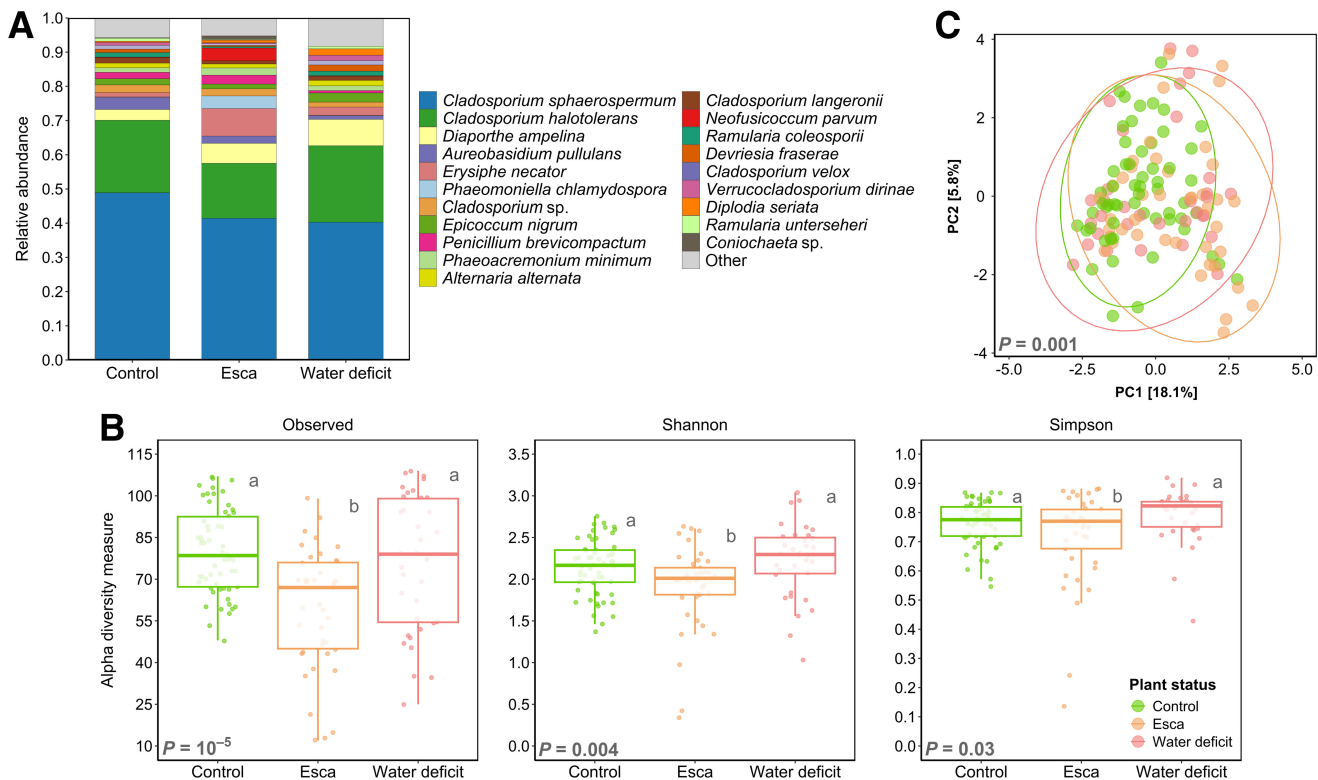 A
Relative abundance
1.0
0.9
0.8
0.7
0.6
0.5
0.4
0.3
0.2
0.1
0.0
Control
Esca
Water deficit
Cladosporium sphaerospermum
Cladosporium halotolerans
Diaporthe ampelina
Aureobasidium pullulans
Erysiphe necator
Phaeomoniella chlamydospora
Cladosporium sp.
Epicoccum nigrum
Penicillium brevicompactum
Phaeoacremonium minimum
Alternaria alternata
Cladosporium langeronii
Neofusicoccum parvum
Ramularia coleosporii
Devriesia fraserae
Cladosporium velox
Verrucocladosporium dirinae
Diplodia seriata
Ramularia unterseheri
Coniochaeta sp.
Other
C
PC2 [5.8%]
4
2
0
-2
-4
P = 0.001
-5.0
-2.5
0.0
2.5
5.0
PC1 [18.1%]
B
Alpha diversity measure
Observed
115
100
85
70
55
40
25
10
a
b
a
P = 10⁻⁵
Control
Esca
Water deficit
Shannon
3.5
3.0
2.5
2.0
1.5
1.0
0.5
0.0
a
b
a
P = 0.004
Control
Esca
Water deficit
Simpson
1.0
0.9
0.8
0.7
0.6
0.5
0.4
0.3
0.2
0.1
0.0
a
b
a
P = 0.03
Control
Esca
Water deficit
Plant status
Control
Esca
Water deficit